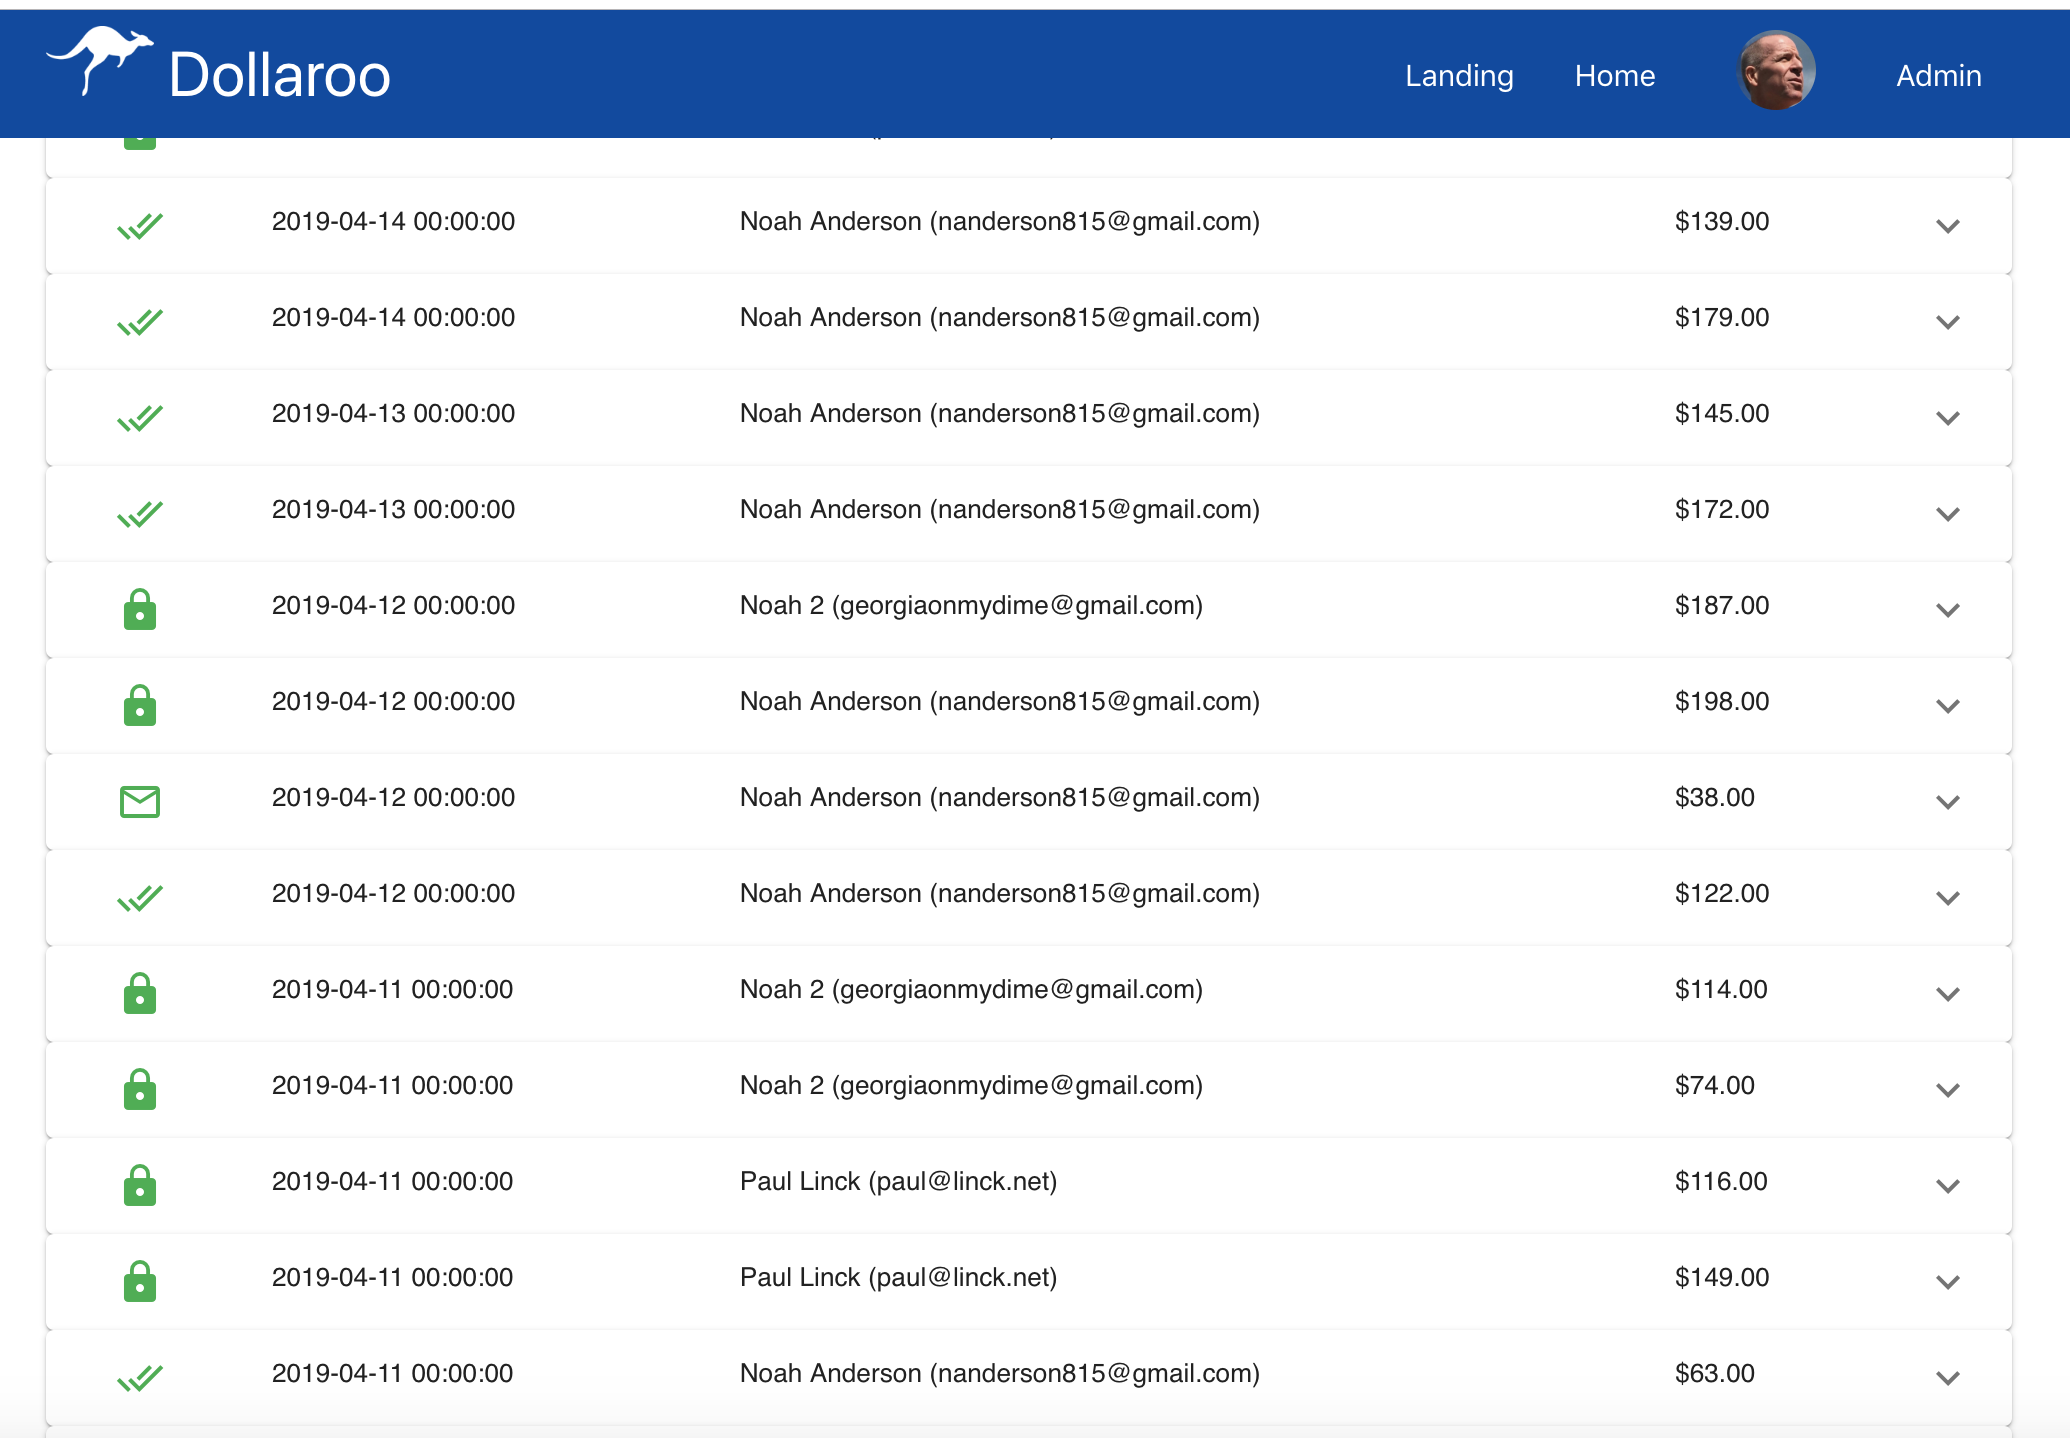 Dollaroo
Landing Home Admin
2019-04-14 00:00:00 Noah Anderson (nanderson815@gmail.com) $139.00
2019-04-14 00:00:00 Noah Anderson (nanderson815@gmail.com) $179.00
2019-04-13 00:00:00 Noah Anderson (nanderson815@gmail.com) $145.00
2019-04-13 00:00:00 Noah Anderson (nanderson815@gmail.com) $172.00
2019-04-12 00:00:00 Noah 2 (georgiaonmydime@gmail.com) $187.00
2019-04-12 00:00:00 Noah Anderson (nanderson815@gmail.com) $198.00
2019-04-12 00:00:00 Noah Anderson (nanderson815@gmail.com) $38.00
2019-04-12 00:00:00 Noah Anderson (nanderson815@gmail.com) $122.00
2019-04-11 00:00:00 Noah 2 (georgiaonmydime@gmail.com) $114.00
2019-04-11 00:00:00 Noah 2 (georgiaonmydime@gmail.com) $74.00
2019-04-11 00:00:00 Paul Linck (paul@linck.net) $116.00
2019-04-11 00:00:00 Paul Linck (paul@linck.net) $149.00
2019-04-11 00:00:00 Noah Anderson (nanderson815@gmail.com) $63.00